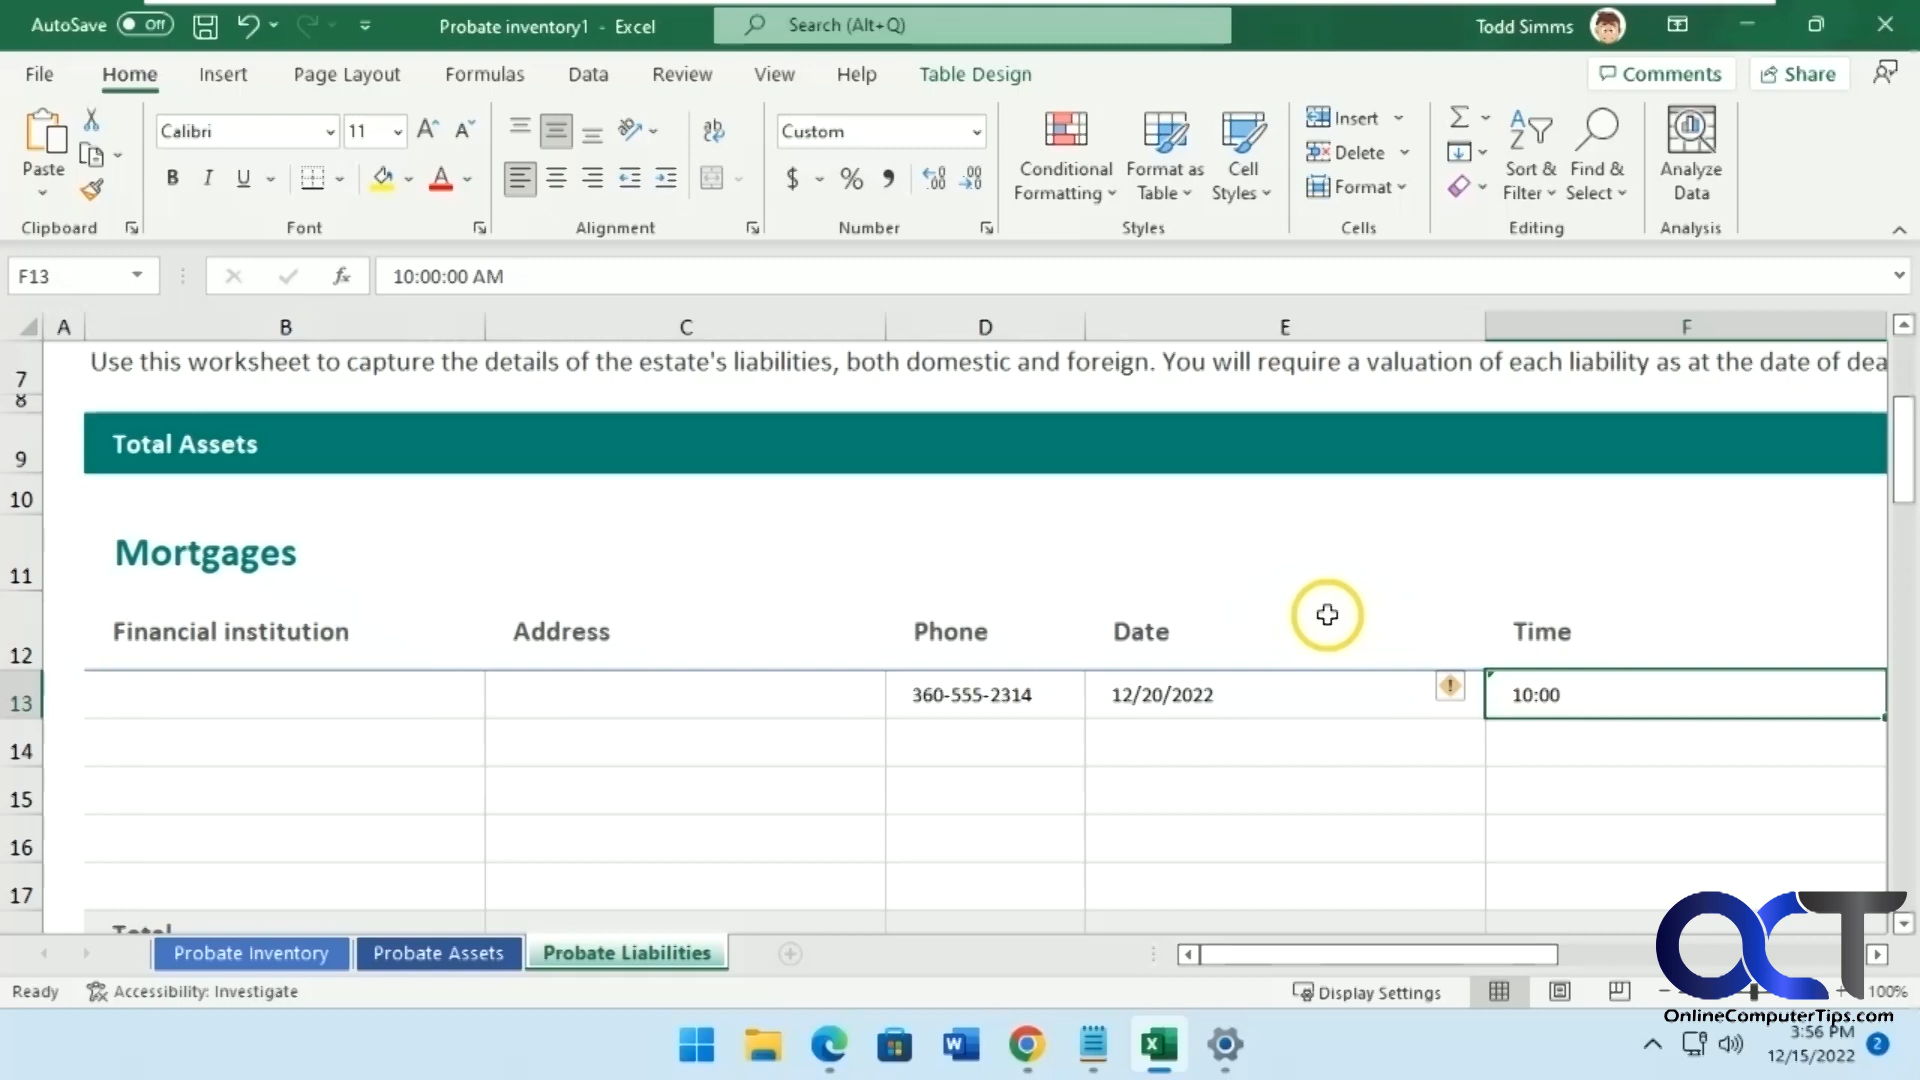 AutoSave Off Probate inventory1 - Excel Search (Alt+Q) Todd Simms
File Home Insert Page Layout Formulas Data Review View Help Table Design Comments Share
Paste Calibri 11 Custom Conditional Formatting Format as Table Cell Styles Insert Delete Format Sort & Filter Find & Select Analyze Data
B I U $ %
Clipboard Font Alignment Number Styles Cells Editing Analysis
F13 fx 10:00:00 AM
A B C D E F
7 Use this worksheet to capture the details of the estate's liabilities, both domestic and foreign. You will require a valuation of each liability as at the date of dea
8
9 Total Assets
10
11 Mortgages
12 Financial institution Address Phone Date Time
13 360-555-2314 12/20/2022 10:00
14
15
16
17
Total
Probate Inventory Probate Assets Probate Liabilities
Ready Accessibility: Investigate Display Settings 100%
OCT
OnlineComputerTips.com
3:56 PM
12/15/2022 2